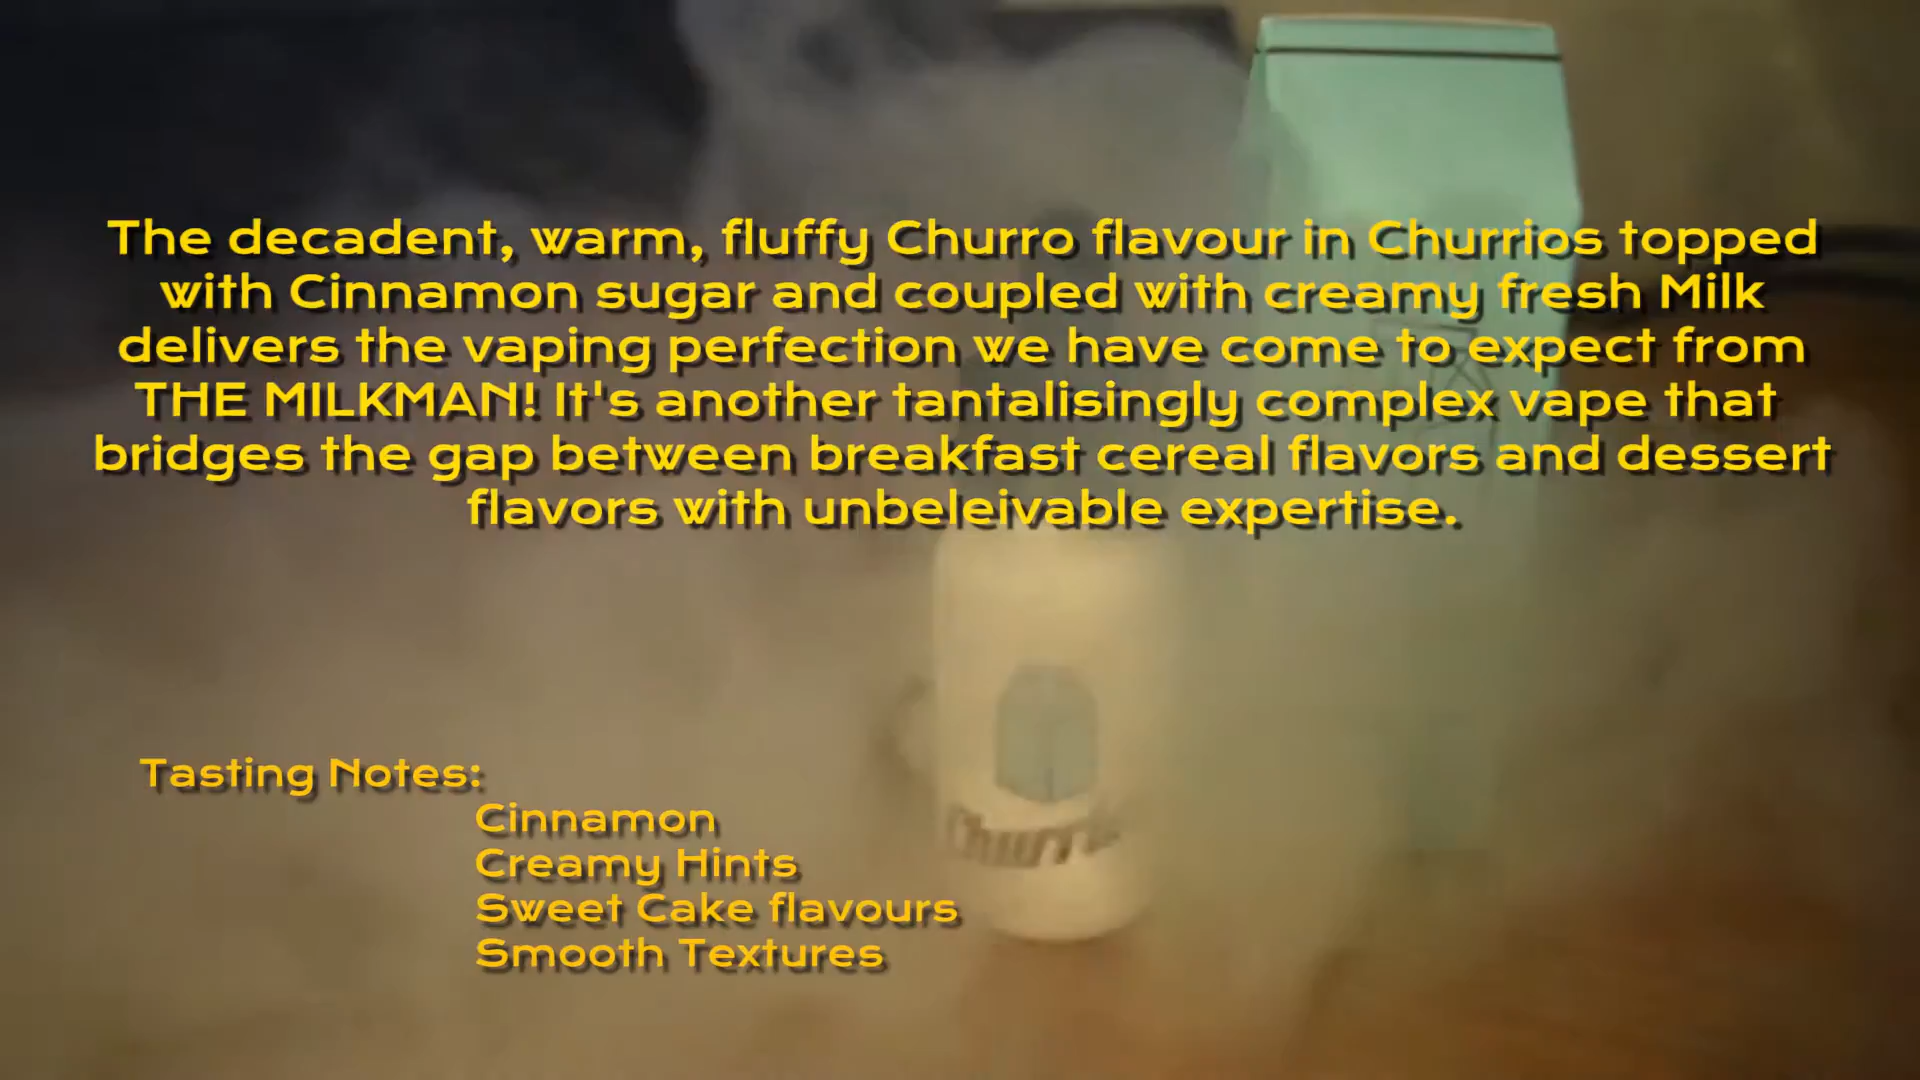 The decadent, warm, fluffy Churro flavour in Churrios topped
with Cinnamon sugar and coupled with creamy fresh Milk
delivers the vaping perfection we have come to expect from
THE MILKMAN! It's another tantalisingly complex vape that
bridges the gap between breakfast cereal flavors and dessert
flavors with unbeleivable expertise.
Tasting Notes:
Cinnamon
Creamy Hints
Sweet Cake flavours
Smooth Textures